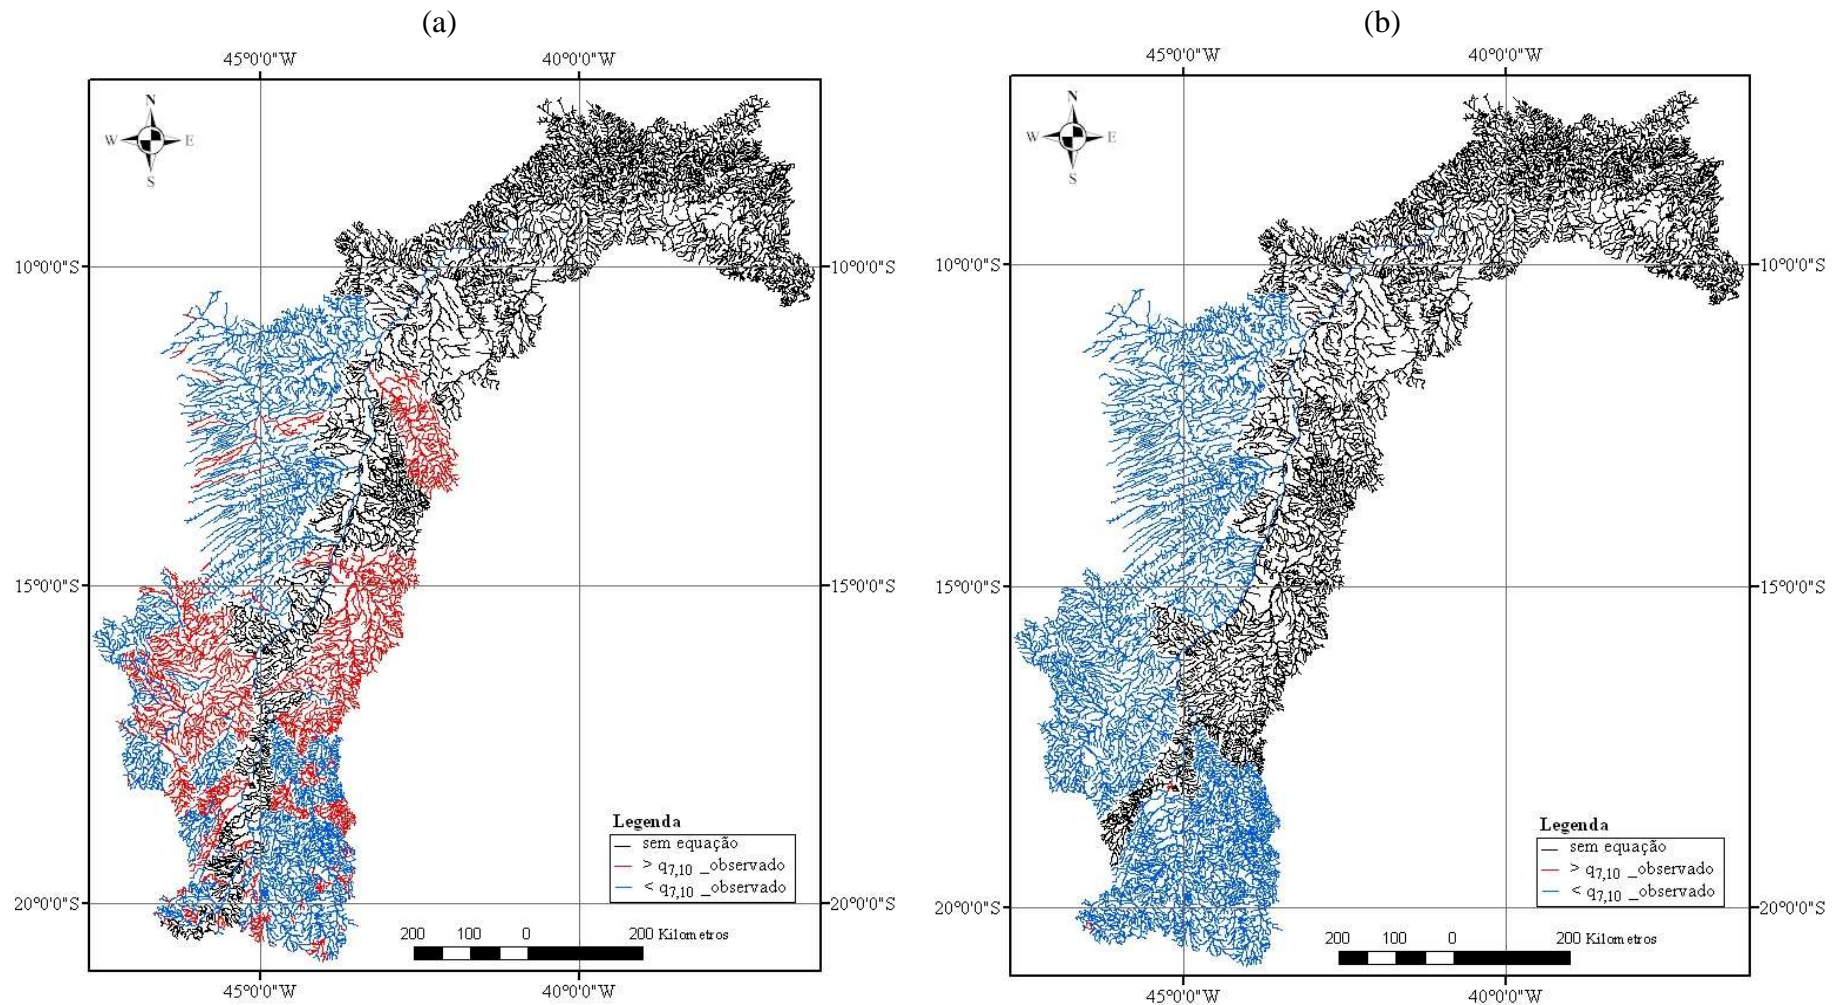 (a)
45°0'0"W 40°0'0"W
N
W E
S
10°0'0"S 10°0'0"S
15°0'0"S 15°0'0"S
20°0'0"S 20°0'0"S
Legenda
sem equação
> q7,10 _observado
< q7,10 _observado
200 100 0 200 Kilometros
45°0'0"W 40°0'0"W
(b)
45°0'0"W 40°0'0"W
N
W E
S
10°0'0"S 10°0'0"S
15°0'0"S 15°0'0"S
20°0'0"S 20°0'0"S
Legenda
sem equação
> q7,10 _observado
< q7,10 _observado
200 100 0 200 Kilometros
45°0'0"W 40°0'0"W